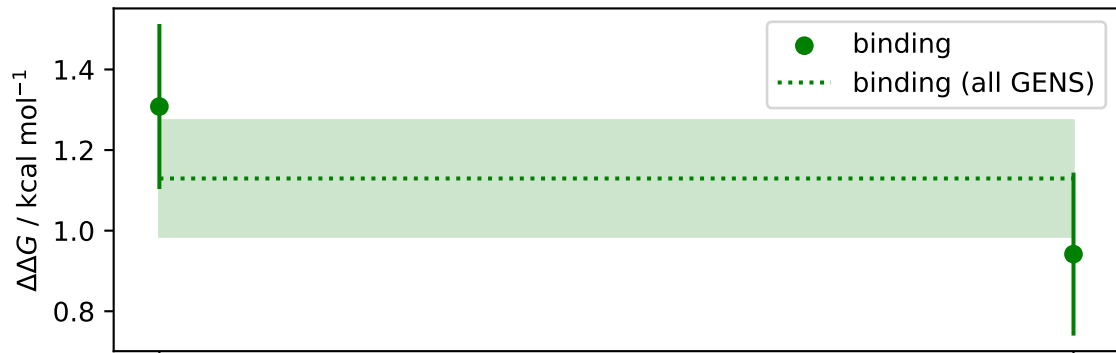 ΔΔG / kcal mol⁻¹
1.4
1.2
1.0
0.8
binding
binding (all GENS)